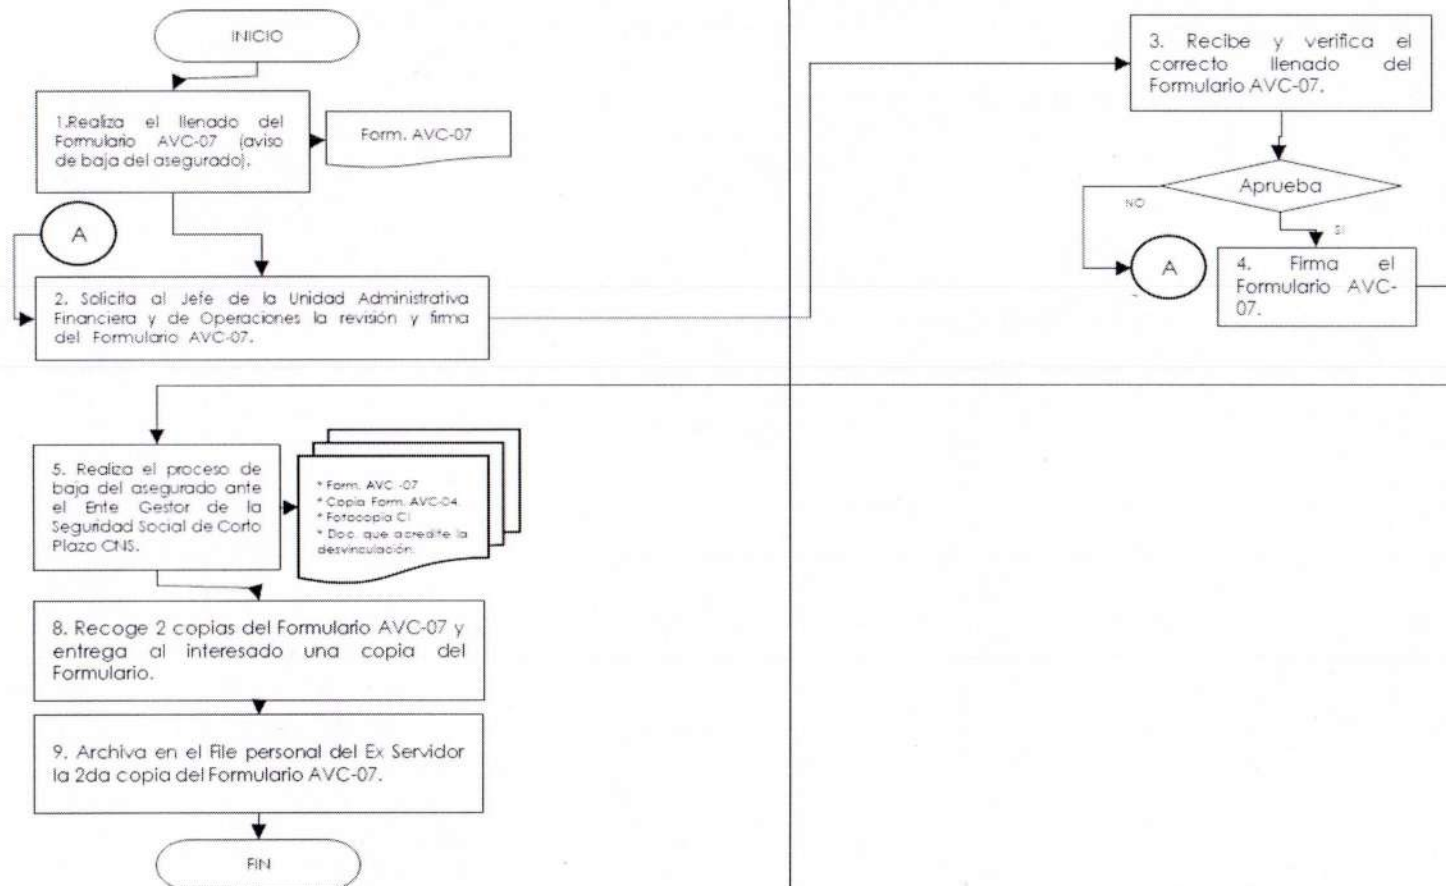 INICIO
1.Realiza el llenado del
Formulario AVC-07 (aviso
de baja del asegurado).
Form. AVC-07
A
2. Solicita al Jefe de la Unidad Administrativa
Financiera y de Operaciones la revisión y firma
del Formulario AVC-07.
3. Recibe y verifica el
correcto llenado del
Formulario AVC-07.
Aprueba
NO
SI
A
4. Firma el
Formulario AVC-
07.
5. Realiza el proceso de
baja del asegurado ante
el Ente Gestor de la
Seguridad Social de Corto
Plazo CNS.
* Form. AVC -07
* Copia Form. AVC-04
* Fotocopia CI
* Doc. que acredite la
desvinculación.
8. Recoge 2 copias del Formulario AVC-07 y
entrega al interesado una copia del
Formulario.
9. Archiva en el File personal del Ex Servidor
la 2da copia del Formulario AVC-07.
FIN